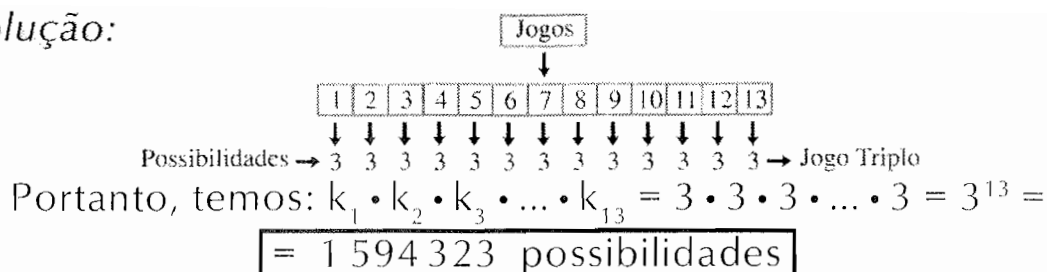 lução:
Jogos
1 2 3 4 5 6 7 8 9 10 11 12 13
Possibilidades → 3 3 3 3 3 3 3 3 3 3 3 3 3 → Jogo Triplo
Portanto, temos: k₁ • k₂ • k₃ • ... • k₁₃ = 3 • 3 • 3 • ... • 3 = 3¹³ =
= 1 594 323 possibilidades